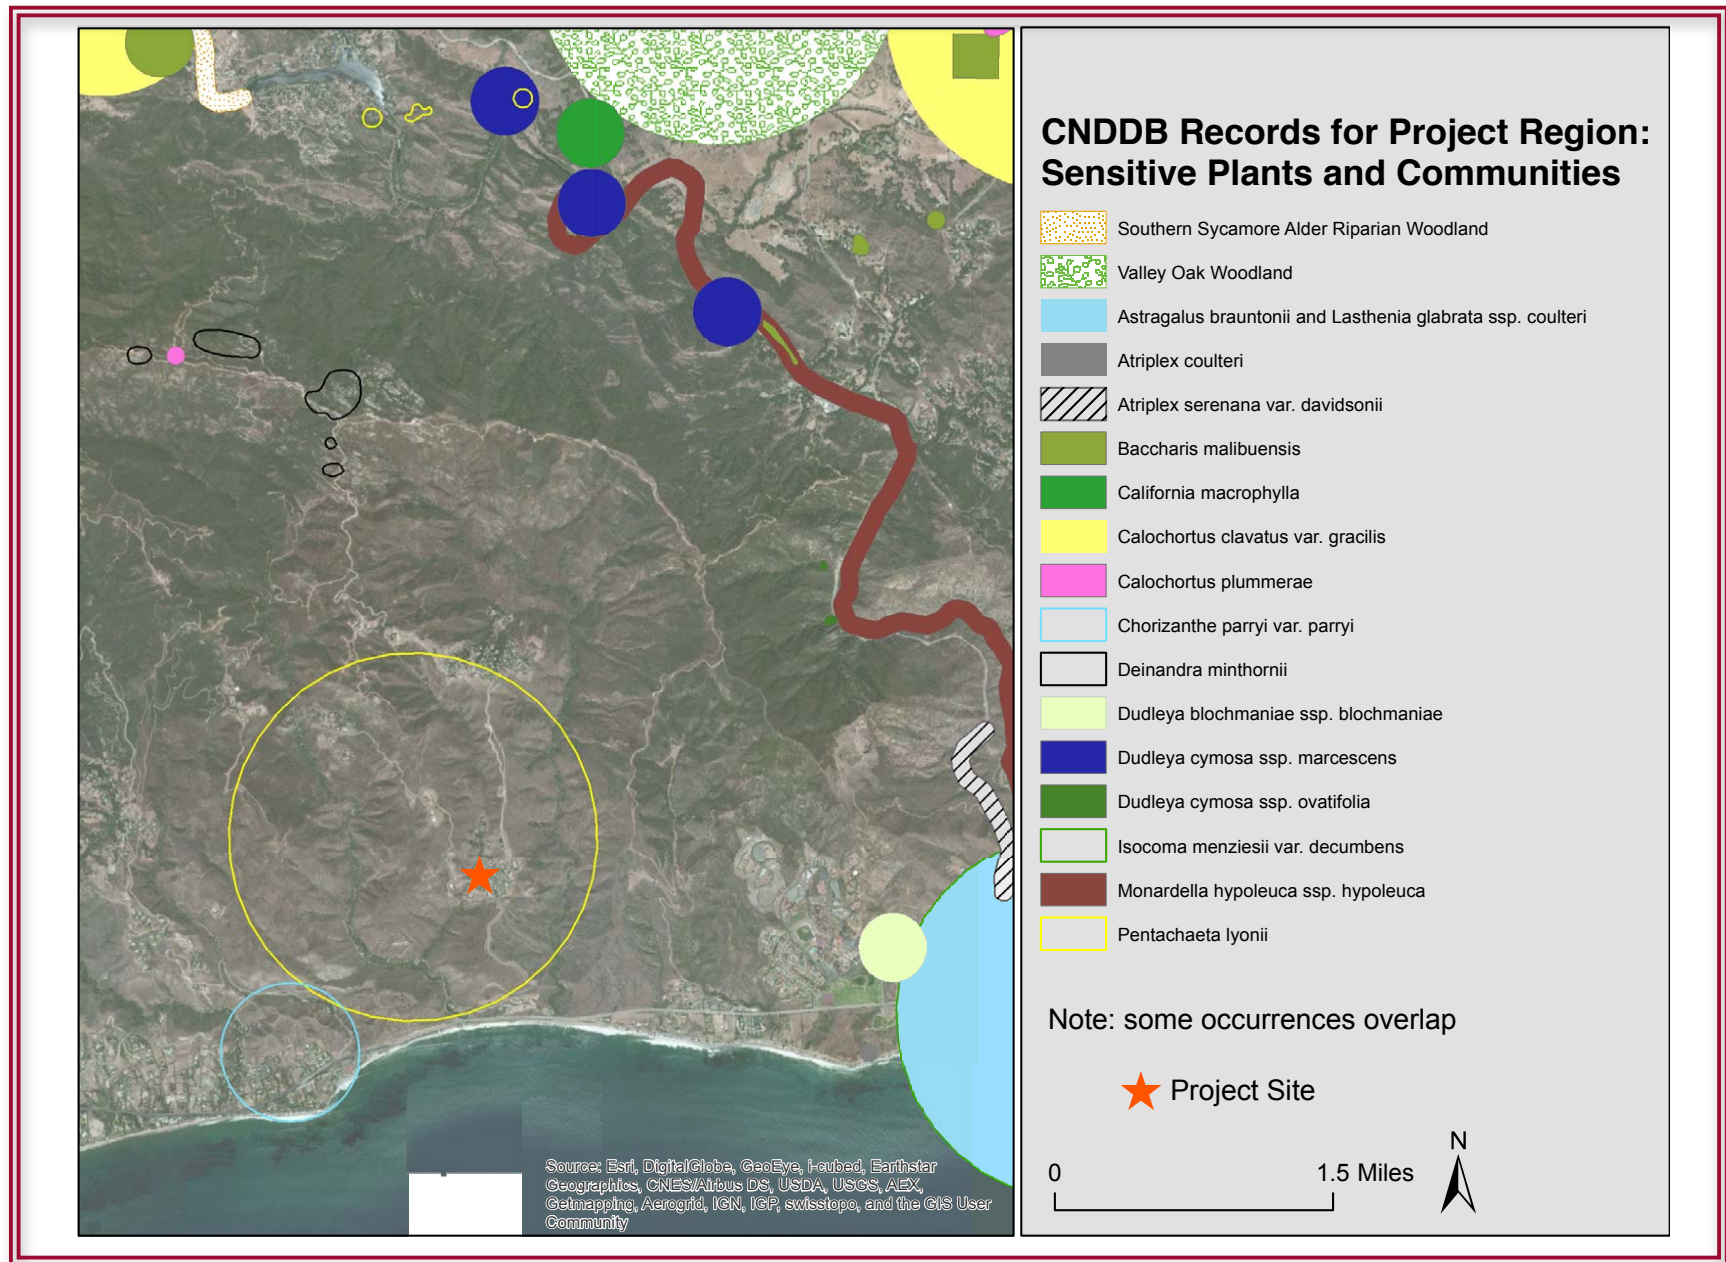 CNDDB Records for Project Region:
Sensitive Plants and Communities
Southern Sycamore Alder Riparian Woodland
Valley Oak Woodland
Astragalus brauntonii and Lasthenia glabrata ssp. coulteri
Atriplex coulteri
Atriplex serenana var. davidsonii
Baccharis malibuensis
California macrophylla
Calochortus clavatus var. gracilis
Calochortus plummerae
Chorizanthe parryi var. parryi
Deinandra minthornii
Dudleya blochmaniae ssp. blochmaniae
Dudleya cymosa ssp. marcescens
Dudleya cymosa ssp. ovatifolia
Isocoma menziesii var. decumbens
Monardella hypoleuca ssp. hypoleuca
Pentachaeta lyonii
Note: some occurrences overlap
Project Site
N
0 1.5 Miles
Source: Esri, DigitalGlobe, GeoEye, i-cubed, Earthstar
Geographics, CNES/Airbus DS, USDA, USGS, AEX,
Getmapping, Aerogrid, IGN, IGP, swisstopo, and the GIS User
Community